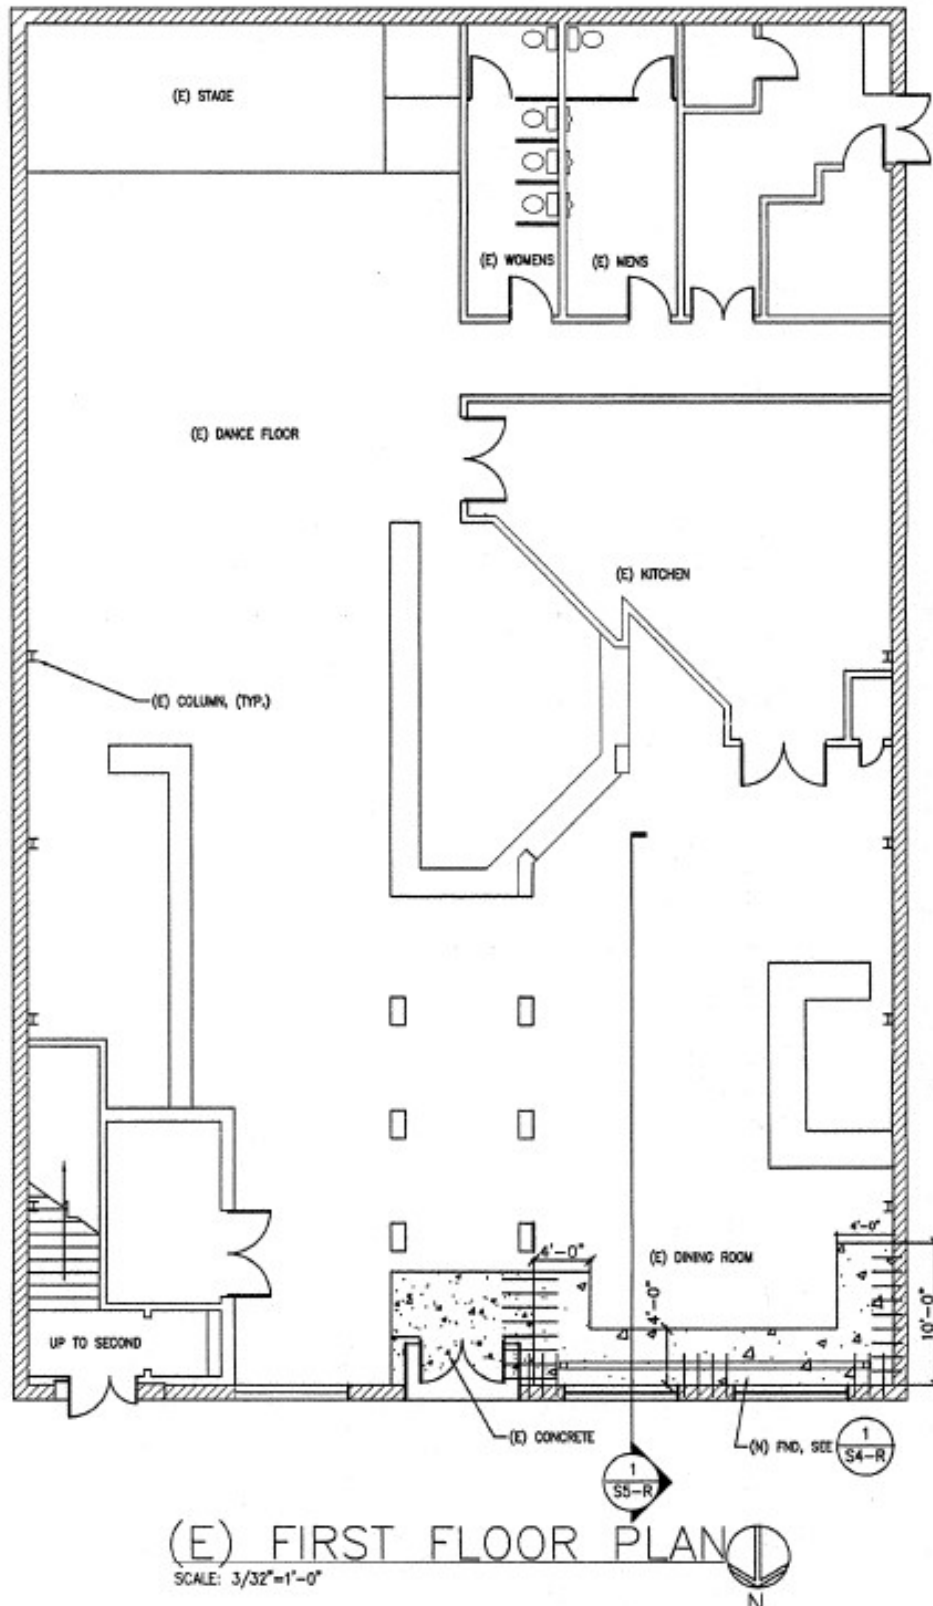 (E) STAGE
(E) WOMENS
(E) MENS
(E) DANCE FLOOR
(E) KITCHEN
(E) COLUMN, (TYP.)
4'-0"
4'-0"
(E) DINING ROOM
4'-0"
10'-0"
UP TO SECOND
(E) CONCRETE
(N) FND, SEE
1
S4-R
1
S5-R
(E) FIRST FLOOR PLAN
SCALE: 3/32"=1'-0"
N